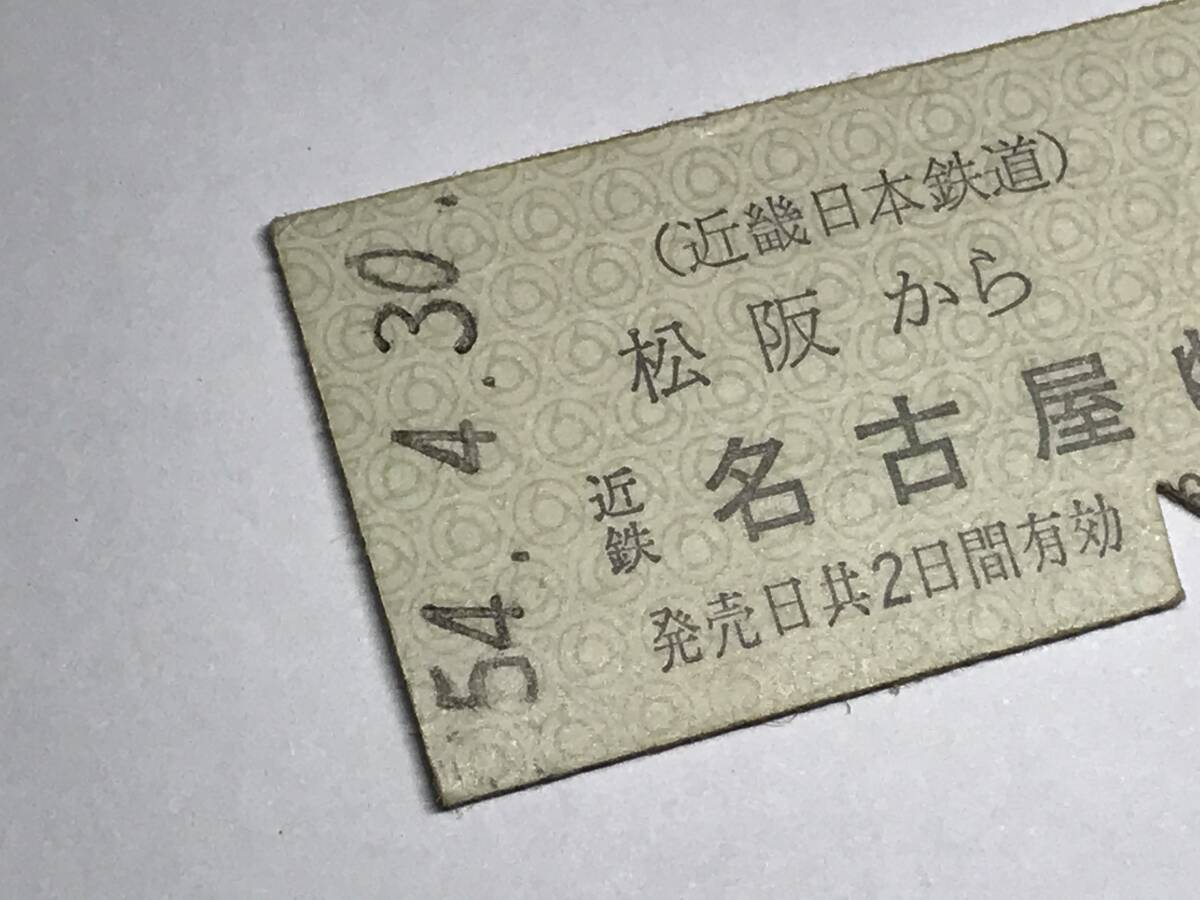 54. 4. 30.
(近畿日本鉄道)
松阪から
近鉄名古屋
発売日共2日間有効